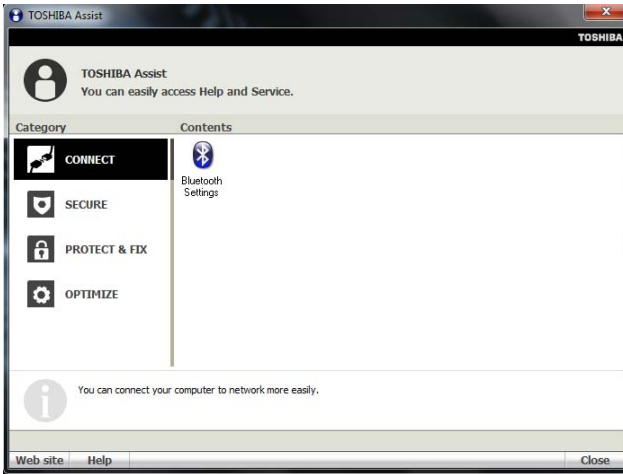 TOSHIBA Assist
TOSHIBA
TOSHIBA Assist
You can easily access Help and Service.
Category
Contents
CONNECT
SECURE
PROTECT & FIX
OPTIMIZE
Bluetooth
Settings
You can connect your computer to network more easily.
Web site
Help
Close